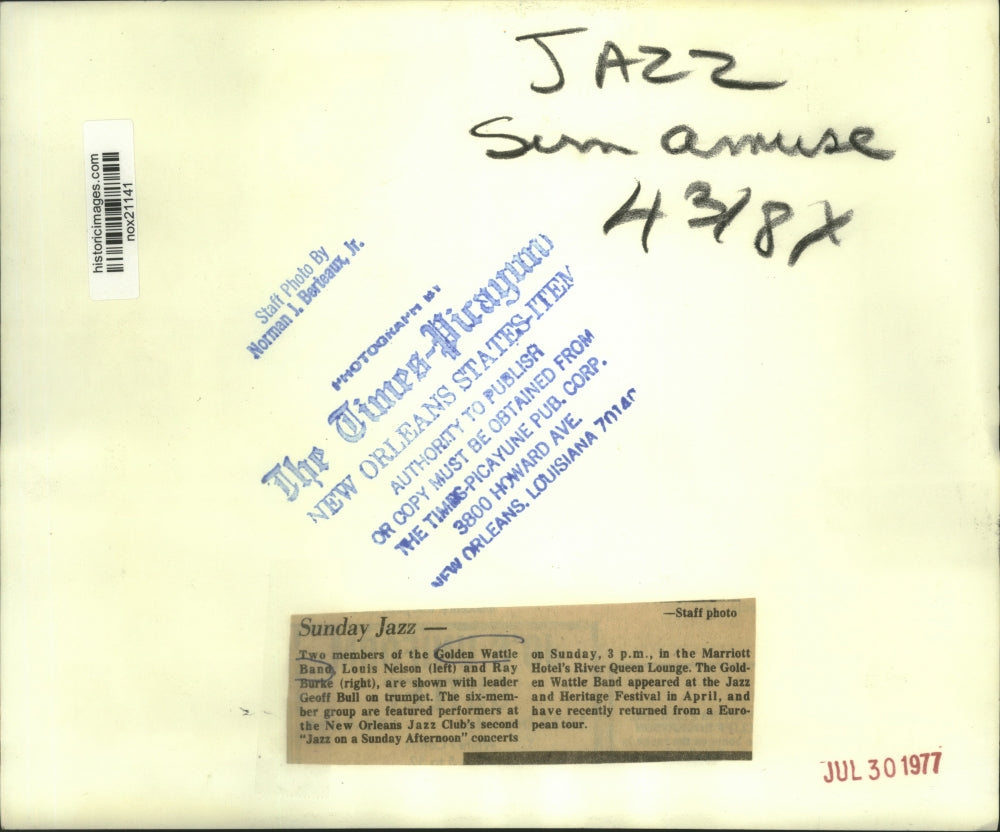 JAZZ
Sun amuse
historicimages.com
nox21141
Staff Photo By
Norman J. Berteaux, Jr.
PHOTOGRAPH BY
The Times-Picayune
NEW ORLEANS STATES-ITEM
AUTHORITY TO PUBLISH
OR COPY MUST BE OBTAINED FROM
THE TIMES-PICAYUNE PUB. CORP.
3800 HOWARD AVE.
NEW ORLEANS, LOUISIANA 70140
—Staff photo
Sunday Jazz —
Two members of the Golden Wattle
Band, Louis Nelson (left) and Ray
Burke (right), are shown with leader
Geoff Bull on trumpet. The six-mem-
ber group are featured performers at
the New Orleans Jazz Club's second
"Jazz on a Sunday Afternoon" concerts
on Sunday, 3 p.m., in the Marriott
Hotel's River Queen Lounge. The Gold-
en Wattle Band appeared at the Jazz
and Heritage Festival in April, and
have recently returned from a Euro-
pean tour.
JUL 30 1977